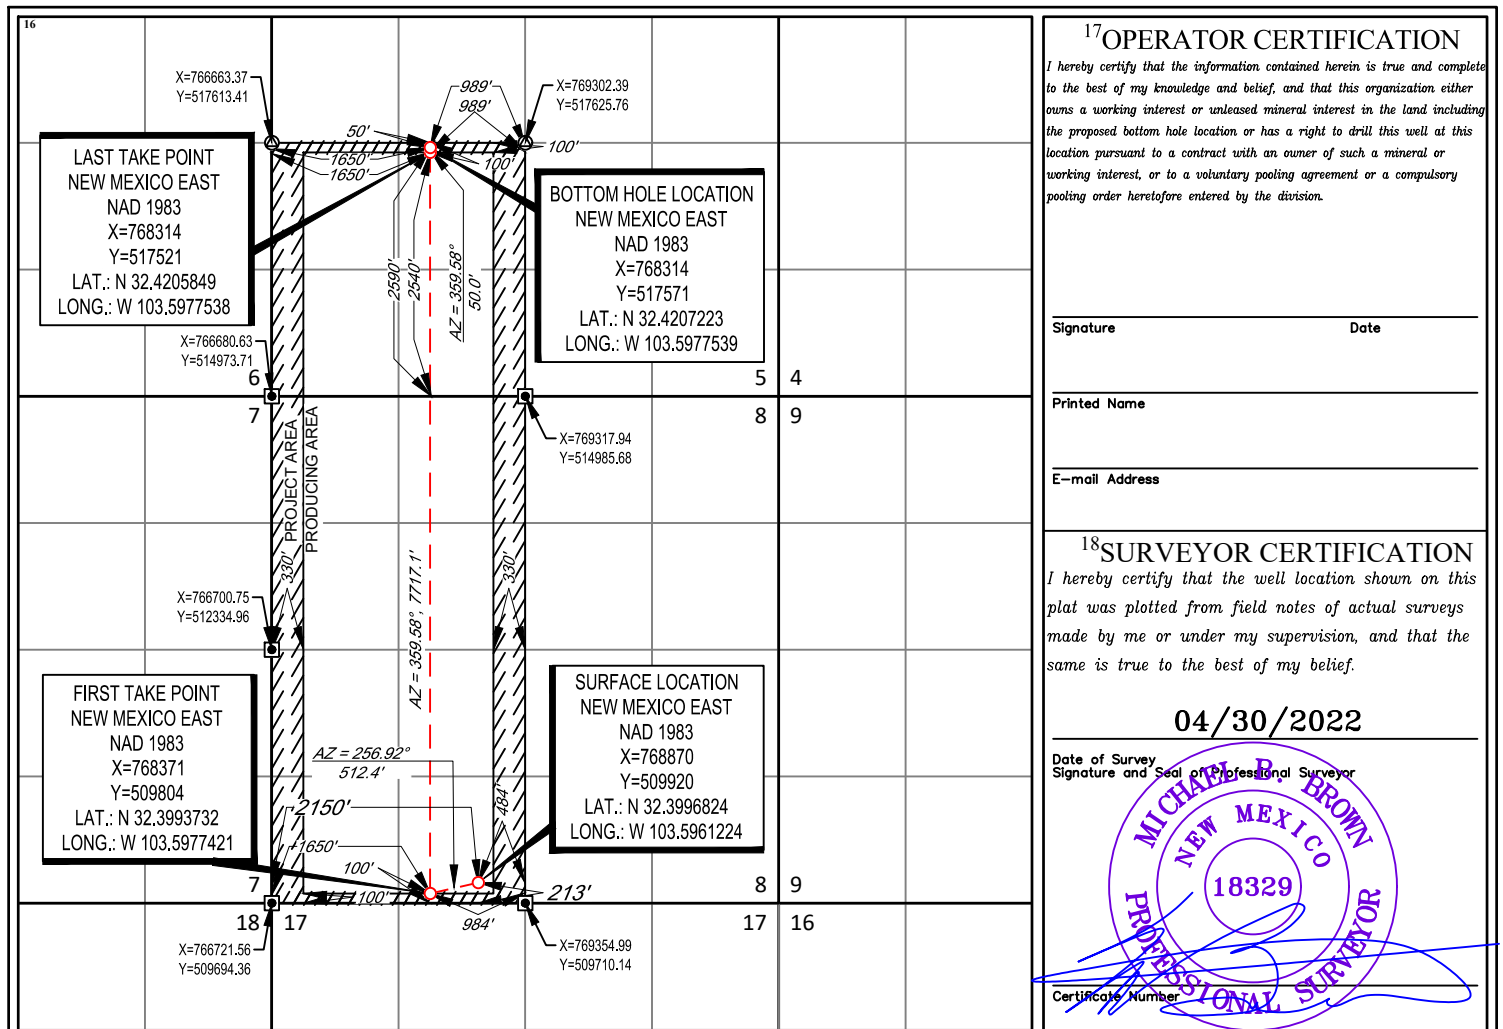 16
X=766663.37
Y=517613.41
989'
989'
X=769302.39
Y=517625.76
50'
1650'
1650'
100'
100'
LAST TAKE POINT
NEW MEXICO EAST
NAD 1983
X=768314
Y=517521
LAT.: N 32.4205849
LONG.: W 103.5977538
BOTTOM HOLE LOCATION
NEW MEXICO EAST
NAD 1983
X=768314
Y=517571
LAT.: N 32.4207223
LONG.: W 103.5977539
2590'
2540'
AZ = 359.58°
50.0'
X=766680.63
Y=514973.71
6
5 4
7
8 9
X=769317.94
Y=514985.68
PROJECT AREA
PRODUCING AREA
330'
330'
AZ = 359.58°, 7717.1'
X=766700.75
Y=512334.96
FIRST TAKE POINT
NEW MEXICO EAST
NAD 1983
X=768371
Y=509804
LAT.: N 32.3993732
LONG.: W 103.5977421
SURFACE LOCATION
NEW MEXICO EAST
NAD 1983
X=768870
Y=509920
LAT.: N 32.3996824
LONG.: W 103.5961224
AZ = 256.92°
512.4'
2150'
484'
1650'
100'
100'
213'
984'
7
8 9
18 17
17 16
X=766721.56
Y=509694.36
X=769354.99
Y=509710.14
17OPERATOR CERTIFICATION
I hereby certify that the information contained herein is true and complete
to the best of my knowledge and belief, and that this organization either
owns a working interest or unleased mineral interest in the land including
the proposed bottom hole location or has a right to drill this well at this
location pursuant to a contract with an owner of such a mineral or
working interest, or to a voluntary pooling agreement or a compulsory
pooling order heretofore entered by the division.
Signature Date
Printed Name
E-mail Address
18SURVEYOR CERTIFICATION
I hereby certify that the well location shown on this
plat was plotted from field notes of actual surveys
made by me or under my supervision, and that the
same is true to the best of my belief.
04/30/2022
Date of Survey
Signature and Seal of Professional Surveyor
MICHAEL B. BROWN
NEW MEXICO
18329
PROFESSIONAL SURVEYOR
Certificate Number